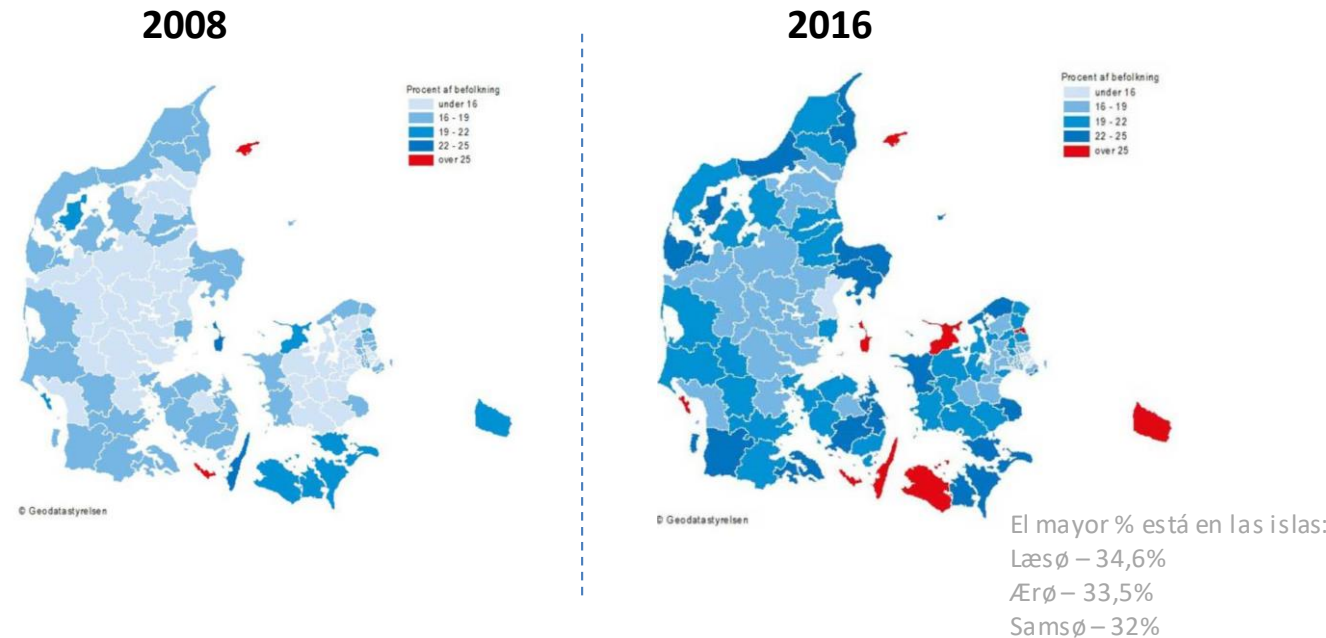 2008
2016
Procent af befolkning
under 16
16 - 19
19 - 22
22 - 25
over 25
© Geodatastyrelsen
Procent af befolkning
under 16
16 - 19
19 - 22
22 - 25
over 25
© Geodatastyrelsen
El mayor % está en las islas:
Læsø – 34,6%
Ærø – 33,5%
Samsø – 32%